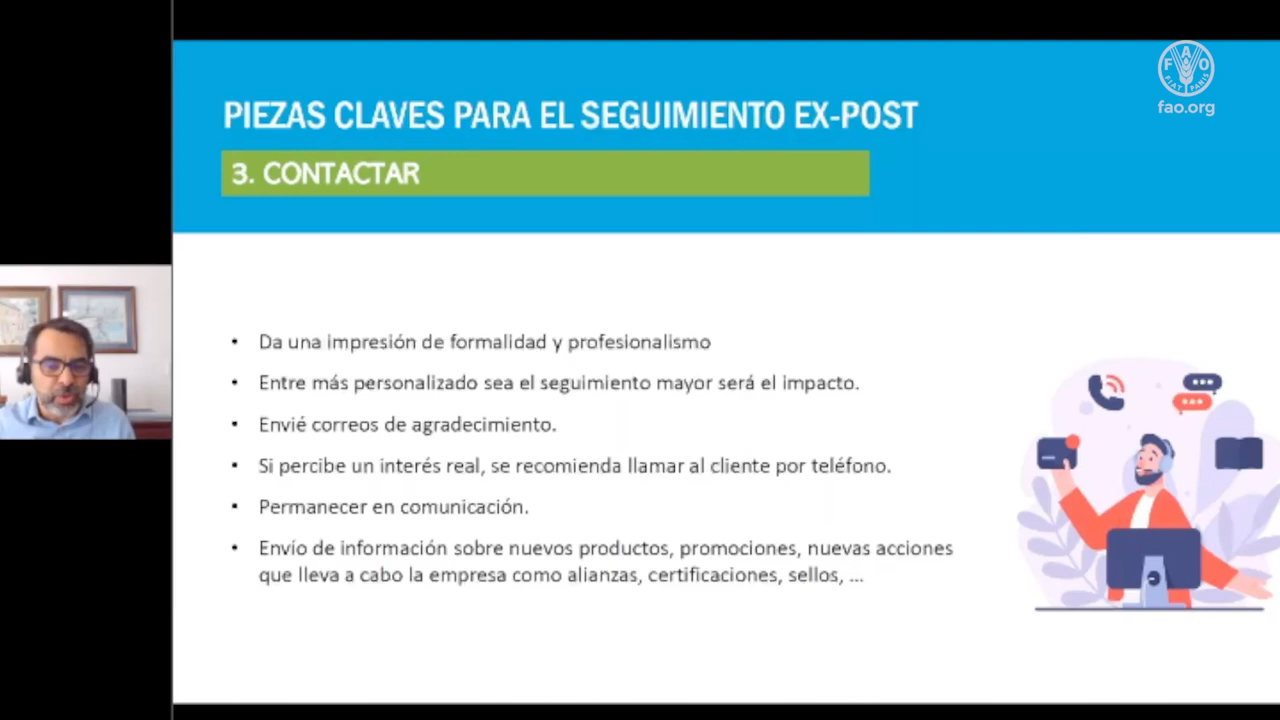 FAO
FIAT PANIS
fao.org
PIEZAS CLAVES PARA EL SEGUIMIENTO EX-POST
3. CONTACTAR
• Da una impresión de formalidad y profesionalismo
• Entre más personalizado sea el seguimiento mayor será el impacto.
• Envié correos de agradecimiento.
• Si percibe un interés real, se recomienda llamar al cliente por teléfono.
• Permanecer en comunicación.
• Envío de información sobre nuevos productos, promociones, nuevas acciones
que lleva a cabo la empresa como alianzas, certificaciones, sellos, ...